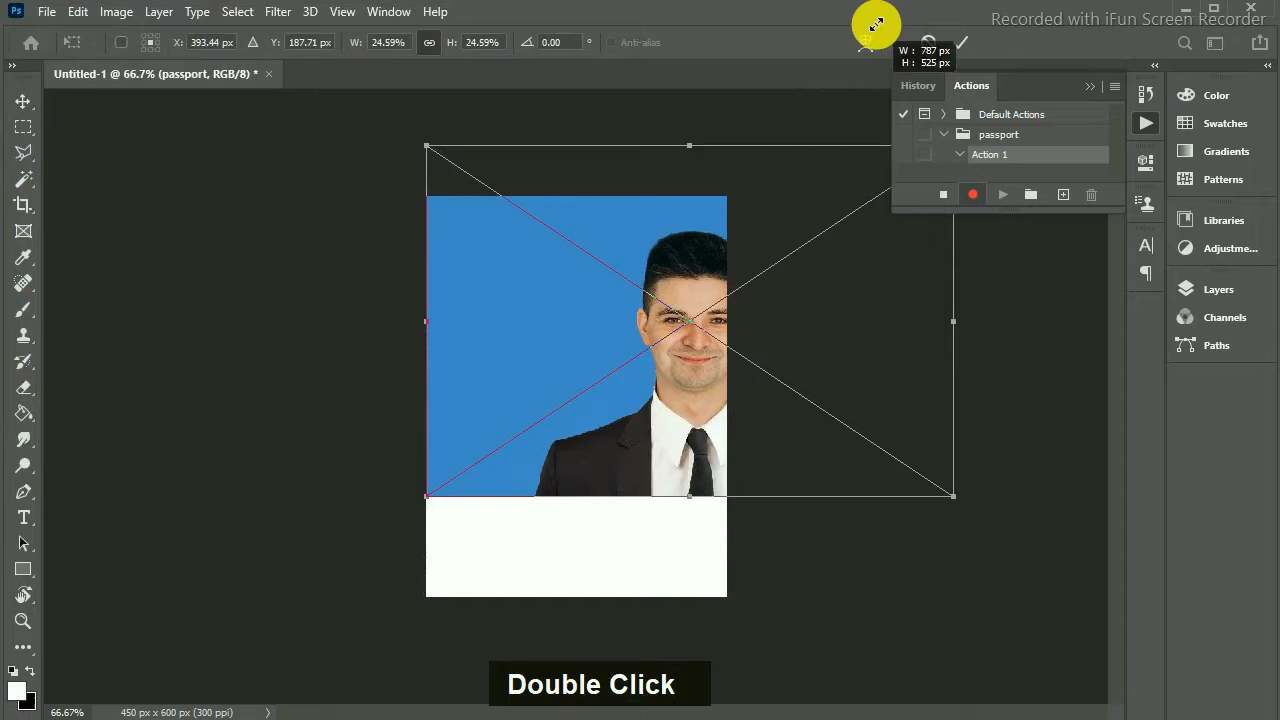 Ps File Edit Image Layer Type Select Filter 3D View Window Help
Recorded with iFun Screen Recorder
X: 393.44 px Y: 187.71 px W: 24.59% H: 24.59% 0.00 ° Anti-alias
W : 787 px
H : 525 px
Untitled-1 @ 66.7% (passport, RGB/8) * ×
History Actions
Default Actions
passport
Action 1
Color
Swatches
Gradients
Patterns
Libraries
Adjustme...
Layers
Channels
Paths
Double Click
66.67% 450 px x 600 px (300 ppi)